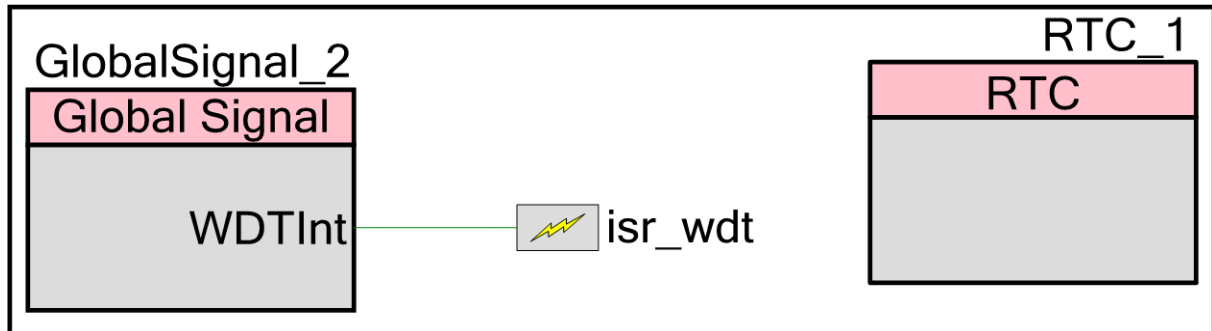 GlobalSignal_2
Global Signal
WDTInt
isr_wdt
RTC_1
RTC